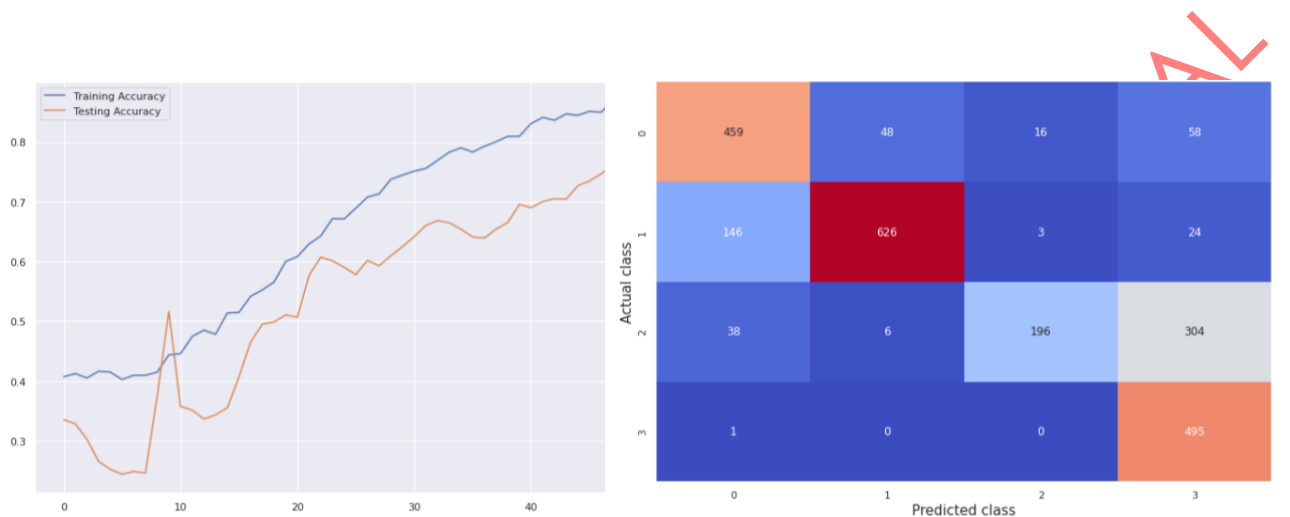 AL
Training Accuracy
Testing Accuracy
0.8
0.7
0.6
0.5
0.4
0.3
0 10 20 30 40
Actual class
0 459 48 16 58
1 146 626 3 24
2 38 6 196 304
3 1 0 0 495
0 1 2 3
Predicted class